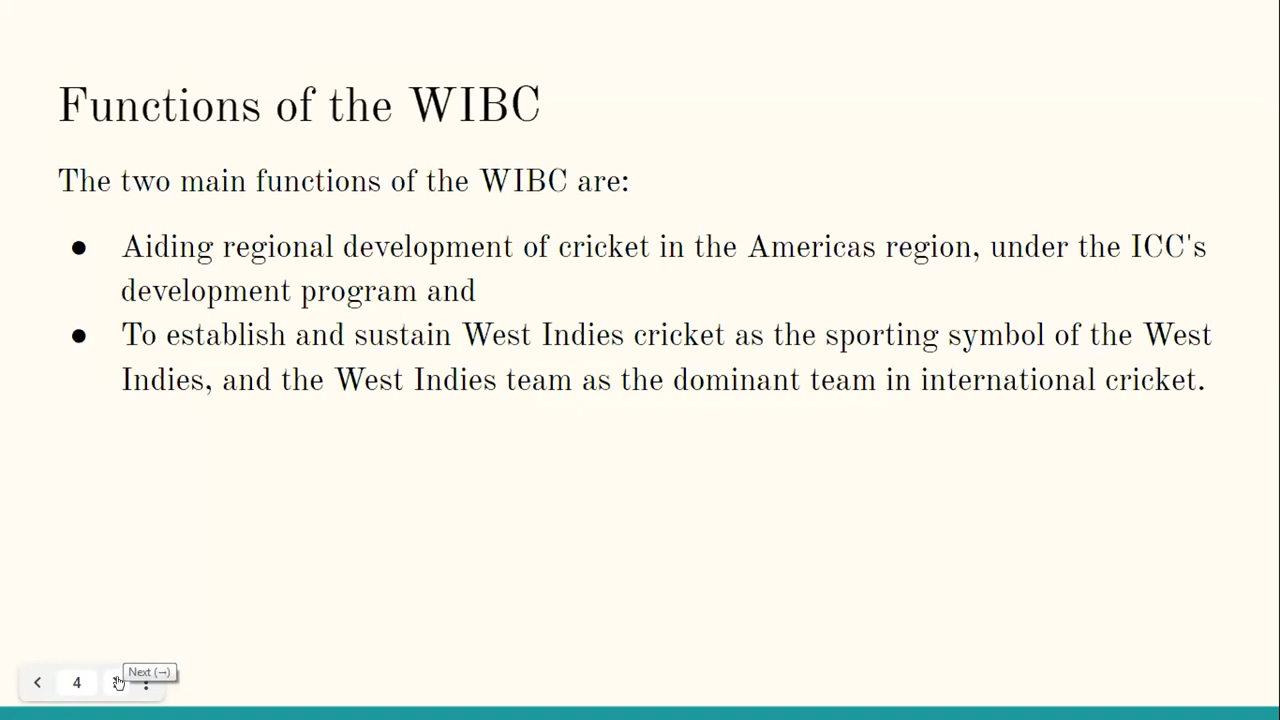 Functions of the WIBC
The two main functions of the WIBC are:
● Aiding regional development of cricket in the Americas region, under the ICC's
development program and
● To establish and sustain West Indies cricket as the sporting symbol of the West
Indies, and the West Indies team as the dominant team in international cricket.
Next (→)
4